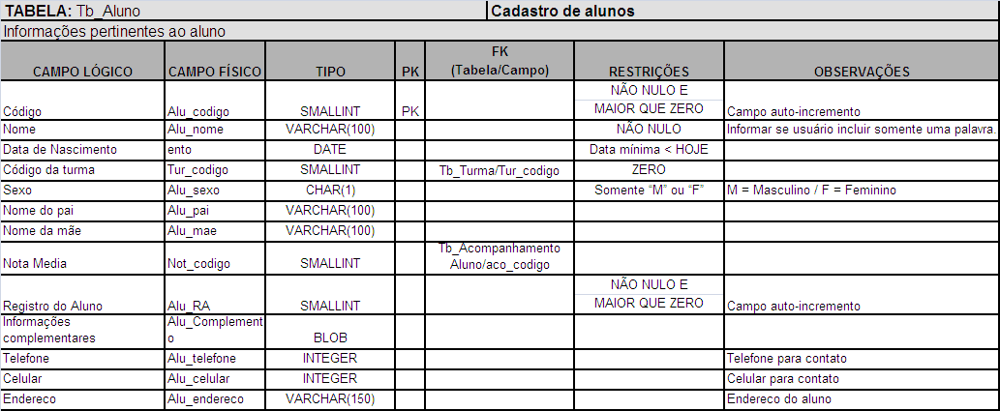 TABELA: Tb_Aluno Cadastro de alunos
Informações pertinentes ao aluno
CAMPO LÓGICO CAMPO FÍSICO TIPO PK FK (Tabela/Campo) RESTRIÇÕES OBSERVAÇÕES
Código Alu_codigo SMALLINT PK NÃO NULO E MAIOR QUE ZERO Campo auto-incremento
Nome Alu_nome VARCHAR(100) NÃO NULO Informar se usuário incluir somente uma palavra.
Data de Nascimento ento DATE Data mínima < HOJE
Código da turma Tur_codigo SMALLINT Tb_Turma/Tur_codigo ZERO
Sexo Alu_sexo CHAR(1) Somente “M” ou “F” M = Masculino / F = Feminino
Nome do pai Alu_pai VARCHAR(100)
Nome da mãe Alu_mae VARCHAR(100)
Nota Media Not_codigo SMALLINT Tb_Acompanhamento Aluno/aco_codigo
Registro do Aluno Alu_RA SMALLINT NÃO NULO E MAIOR QUE ZERO Campo auto-incremento
Informações complementares Alu_Complement o BLOB
Telefone Alu_telefone INTEGER Telefone para contato
Celular Alu_celular INTEGER Celular para contato
Endereco Alu_endereco VARCHAR(150) Endereco do aluno